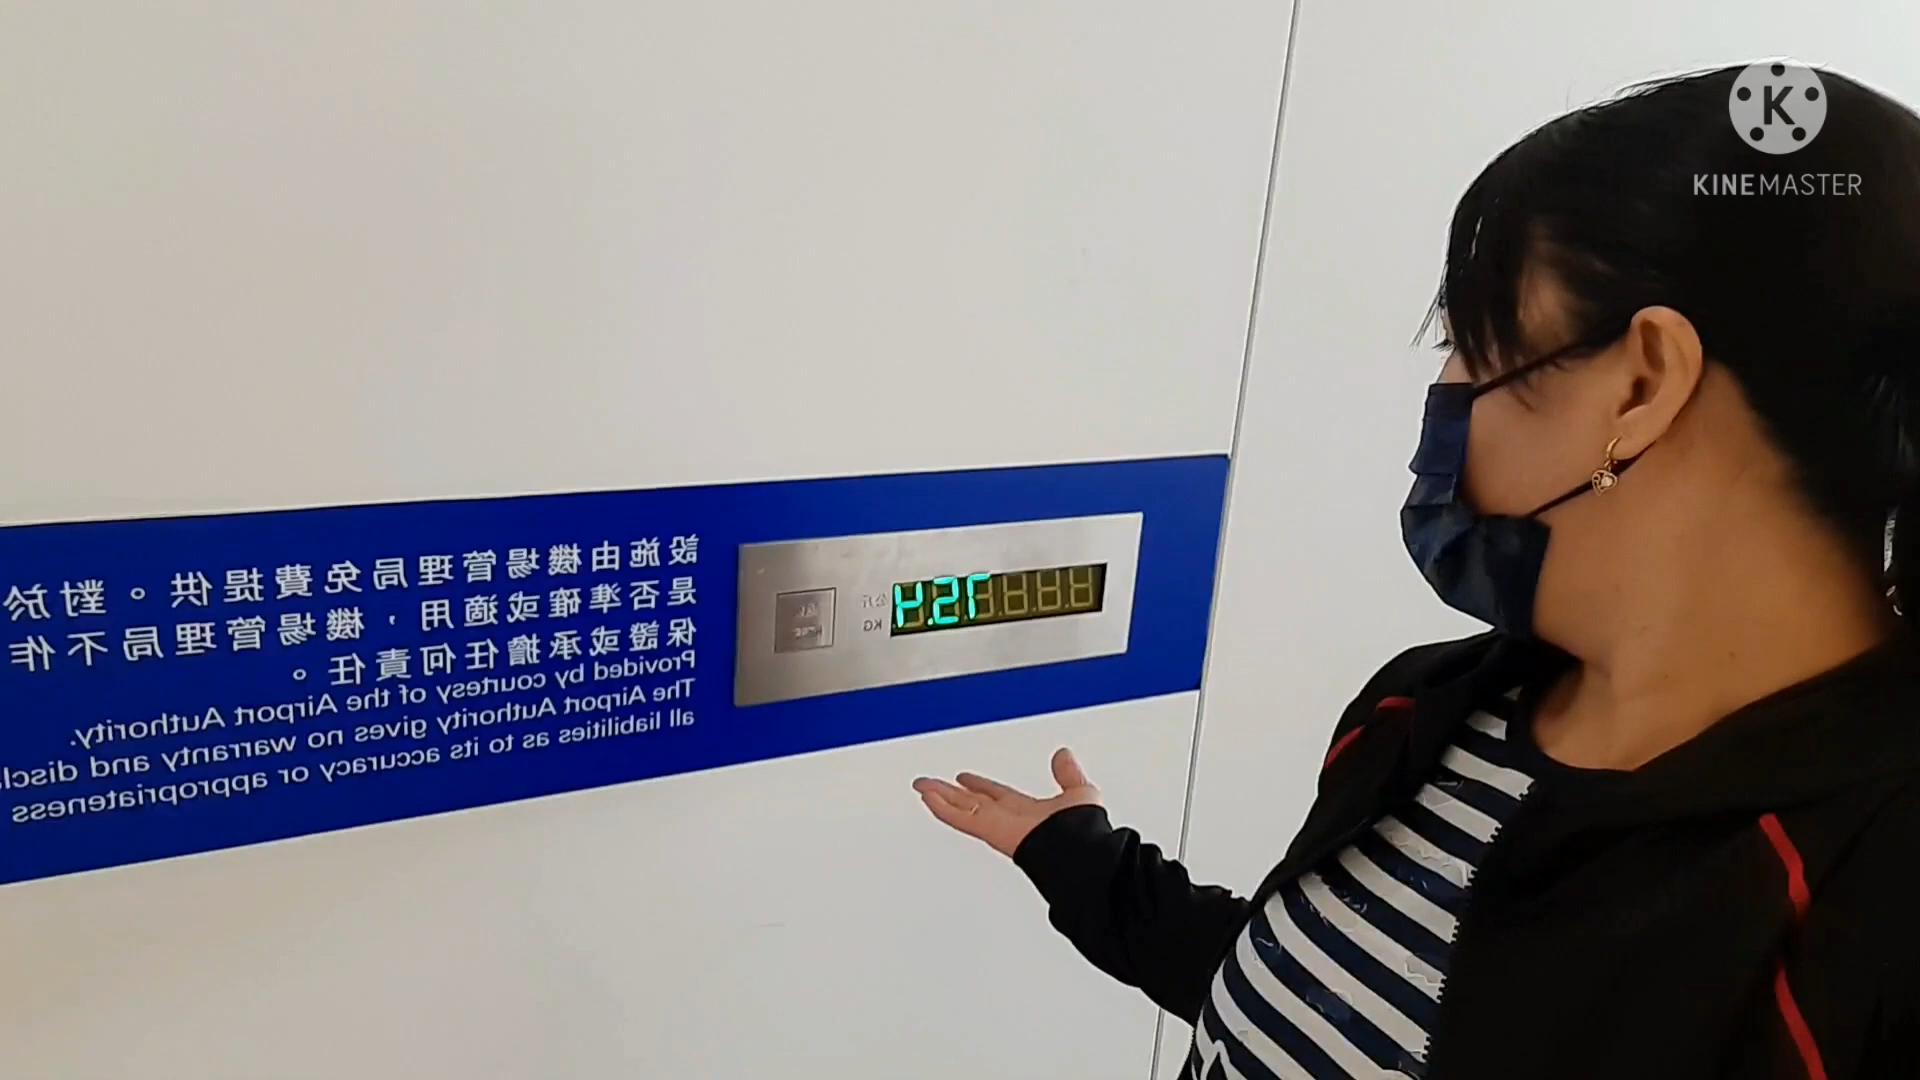 設施由機場管理局免費提供。對於
是否準確或適用，機場管理局不作
保證或承擔任何責任。
Provided by courtesy of the Airport Authority.
The Airport Authority gives no warranty and
all liabilities as to its accuracy or appropriateness
公斤
KG
KINEMASTER